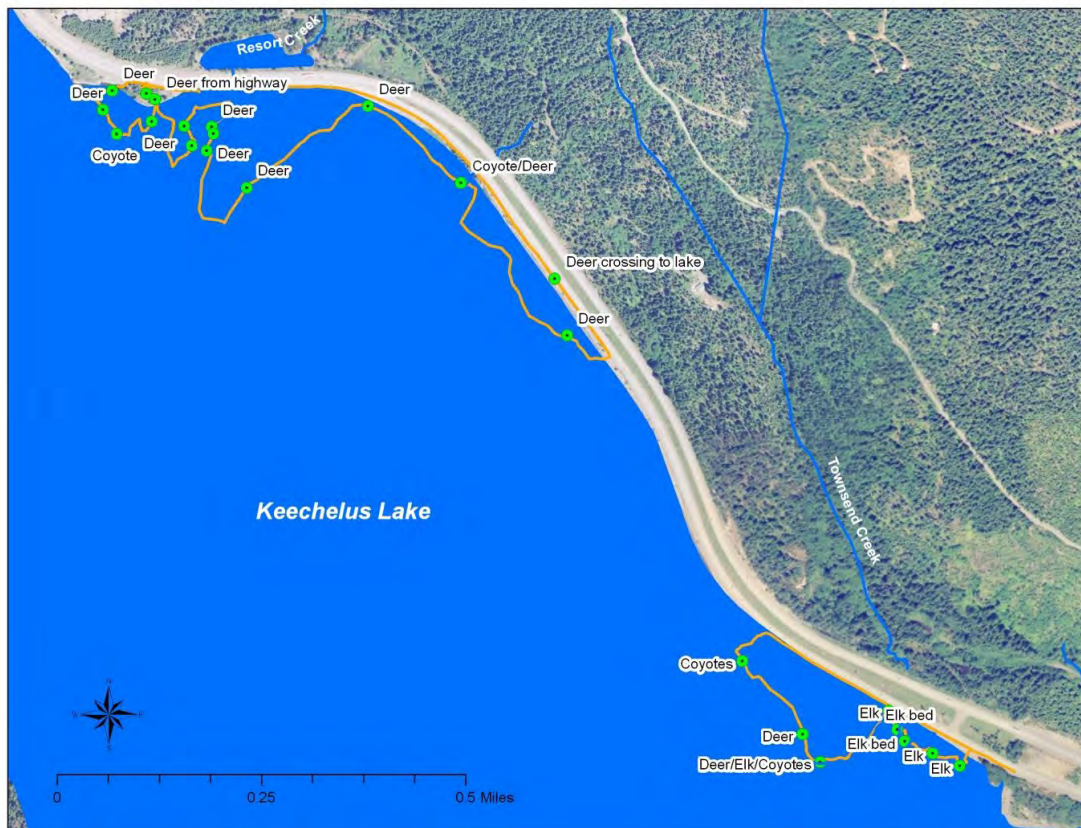 Resort Creek
Deer
Deer from highway
Deer
Deer
Deer
Coyote
Deer
Deer
Deer
Coyote/Deer
Deer crossing to lake
Deer
Townsend Creek
Keechelus Lake
Coyotes
Elk
Elk bed
Deer
Elk bed
Elk
Elk
Deer/Elk/Coyotes
N
W
E
S
0
0.25
0.5 Miles